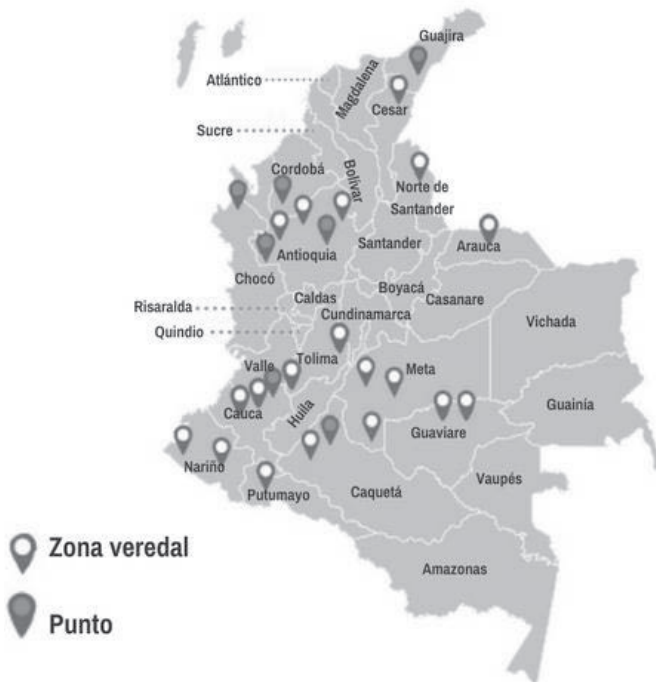 Guajira
Atlántico
Magdalena
Cesar
Sucre
Cordobá
Bolívar
Norte de
Santander
Antioquia
Santander
Arauca
Chocó
Boyacá
Caldas
Casanare
Risaralda
Cundinamarca
Vichada
Quindio
Tolima
Valle
Meta
Guainía
Cauca
Huila
Guaviare
Nariño
Vaupés
Putumayo
Caquetá
Zona veredal
Amazonas
Punto